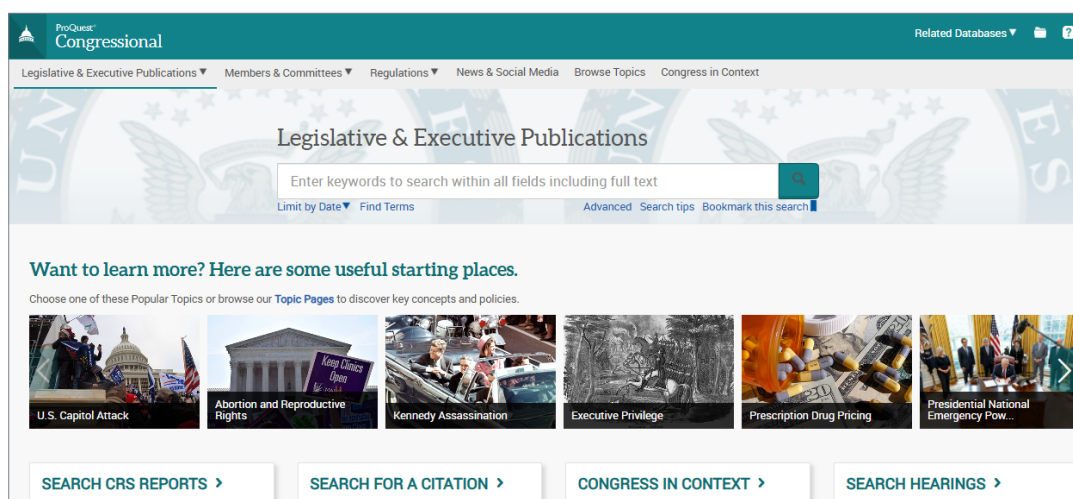 ProQuest
Congressional
Related Databases ▼
?
Legislative & Executive Publications ▼ Members & Committees ▼ Regulations ▼ News & Social Media Browse Topics Congress in Context
Legislative & Executive Publications
Enter keywords to search within all fields including full text
Limit by Date ▼ Find Terms Advanced Search tips Bookmark this search
Want to learn more? Here are some useful starting places.
Choose one of these Popular Topics or browse our Topic Pages to discover key concepts and policies.
Keep Clinics
Open
U.S. Capitol Attack
Abortion and Reproductive
Rights
Kennedy Assassination
Executive Privilege
Prescription Drug Pricing
Presidential National
Emergency Pow...
SEARCH CRS REPORTS >
SEARCH FOR A CITATION >
CONGRESS IN CONTEXT >
SEARCH HEARINGS >